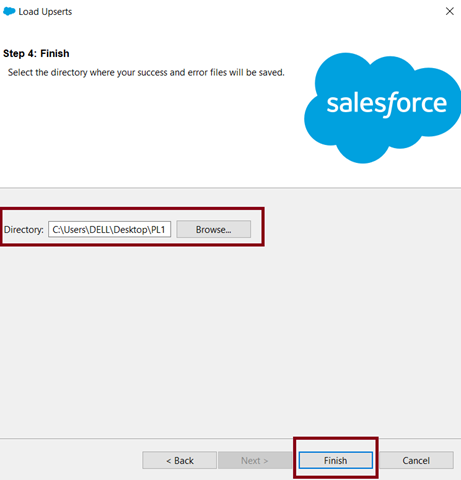 Load Upserts
Step 4: Finish
Select the directory where your success and error files will be saved.
salesforce
Directory: C:\Users\DELL\Desktop\PL1 Browse...
< Back Next > Finish Cancel